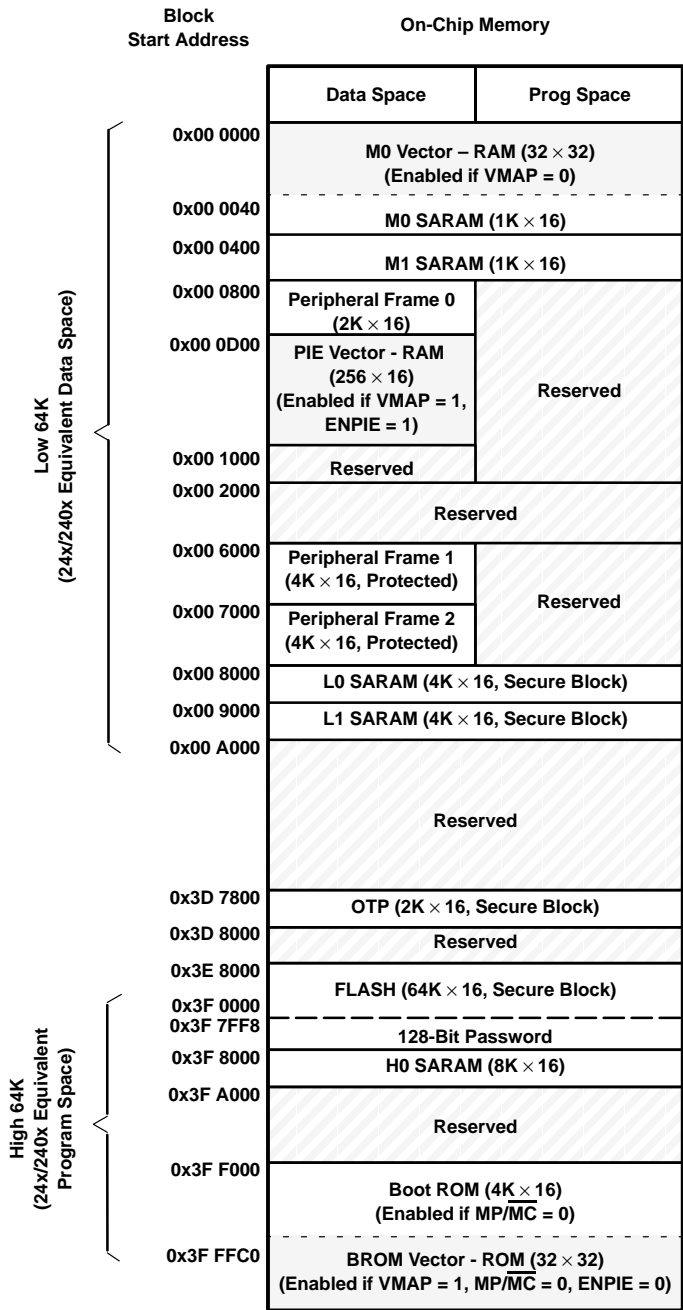 Block
Start Address
On-Chip Memory
Data Space
Prog Space
Low 64K
(24x/240x Equivalent Data Space)
0x00 0000
M0 Vector – RAM (32 × 32)
(Enabled if VMAP = 0)
0x00 0040
M0 SARAM (1K × 16)
0x00 0400
M1 SARAM (1K × 16)
0x00 0800
Peripheral Frame 0
(2K × 16)
0x00 0D00
PIE Vector - RAM
(256 × 16)
(Enabled if VMAP = 1,
ENPIE = 1)
Reserved
0x00 1000
Reserved
0x00 2000
Reserved
0x00 6000
Peripheral Frame 1
(4K × 16, Protected)
Reserved
0x00 7000
Peripheral Frame 2
(4K × 16, Protected)
0x00 8000
L0 SARAM (4K × 16, Secure Block)
0x00 9000
L1 SARAM (4K × 16, Secure Block)
0x00 A000
Reserved
0x3D 7800
OTP (2K × 16, Secure Block)
0x3D 8000
Reserved
0x3E 8000
FLASH (64K × 16, Secure Block)
High 64K
(24x/240x Equivalent
Program Space)
0x3F 0000
0x3F 7FF8
128-Bit Password
0x3F 8000
H0 SARAM (8K × 16)
0x3F A000
Reserved
0x3F F000
Boot ROM (4K × 16)
(Enabled if MP/M̅C̅ = 0)
0x3F FFC0
BROM Vector - ROM (32 × 32)
(Enabled if VMAP = 1, MP/M̅C̅ = 0, ENPIE = 0)